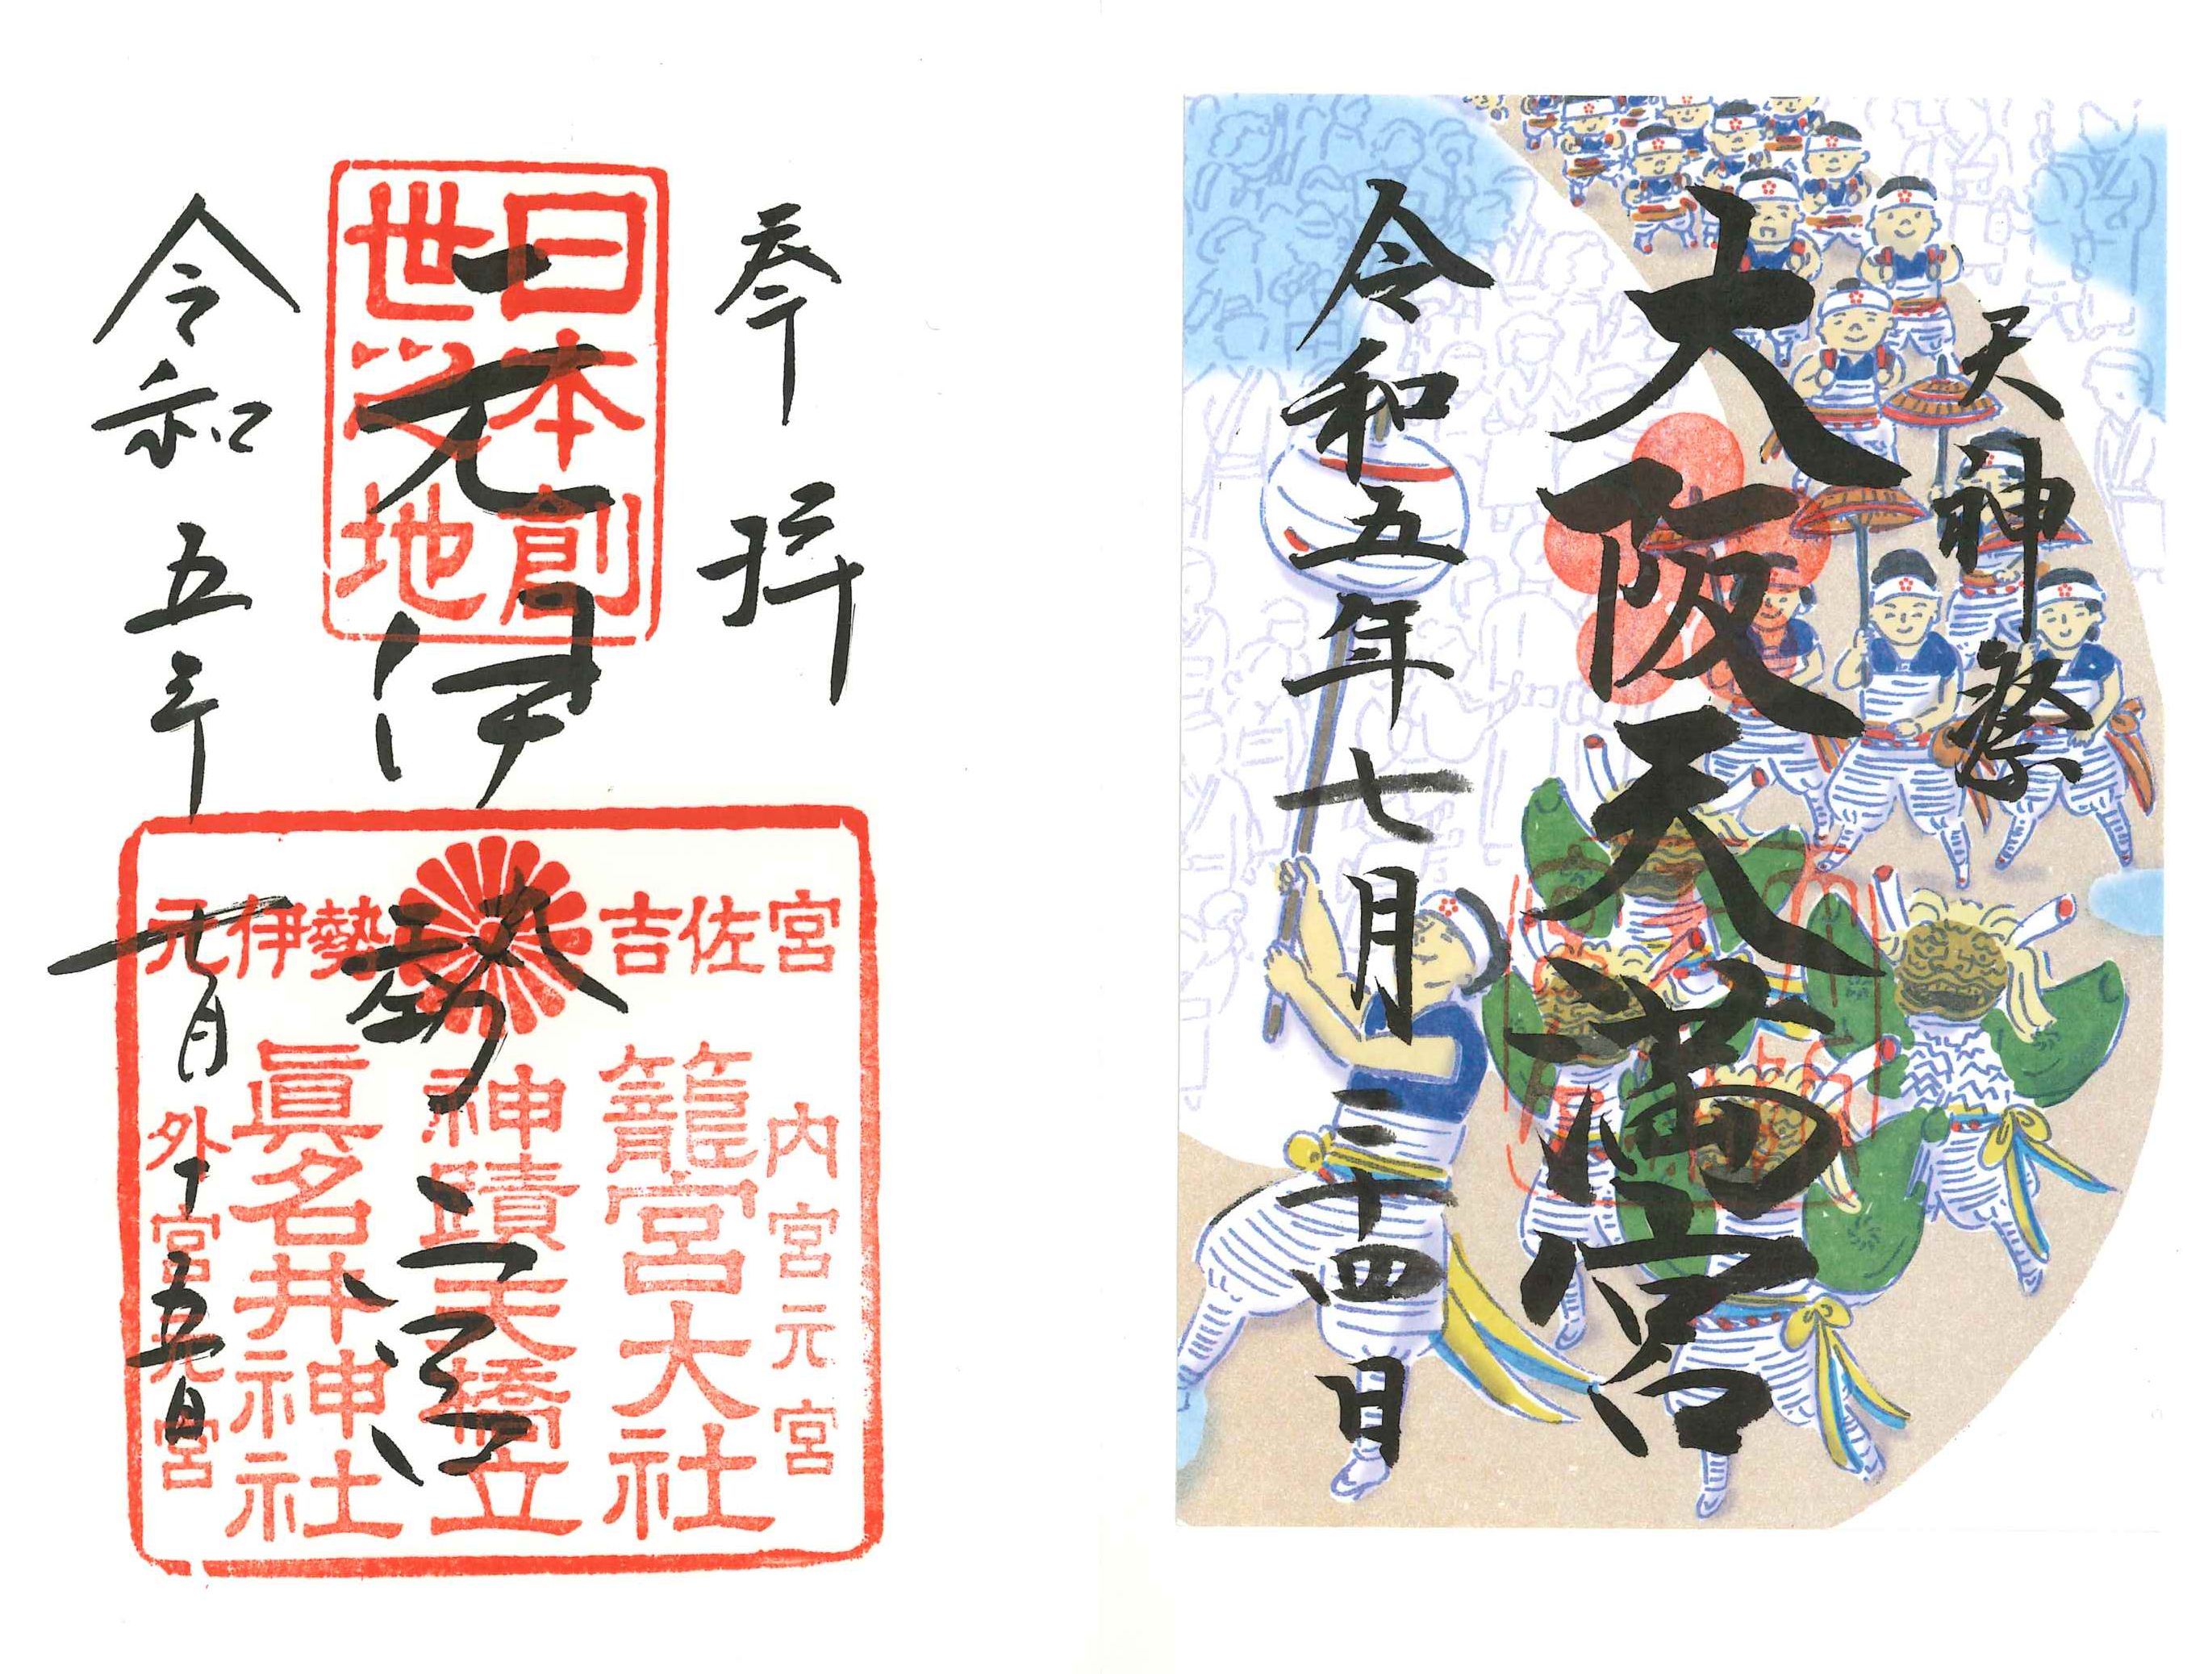 天神祭
大阪天満宮
令和五年七月二十四日
奉拝
日本創
世之地
元伊勢
元伊勢 吉佐宮
内宮元宮
籠宮大社
神蹟天橋立
眞名井神社
外宮元宮
令和五年七月十五日